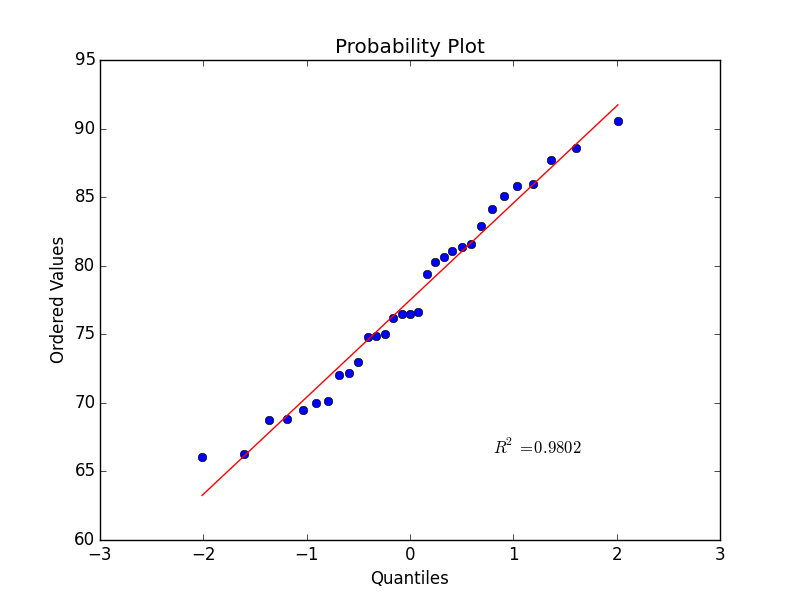 Probability Plot
95
90
85
80
75
70
65
60
Ordered Values
R² =0.9802
−3 −2 −1 0 1 2 3
Quantiles